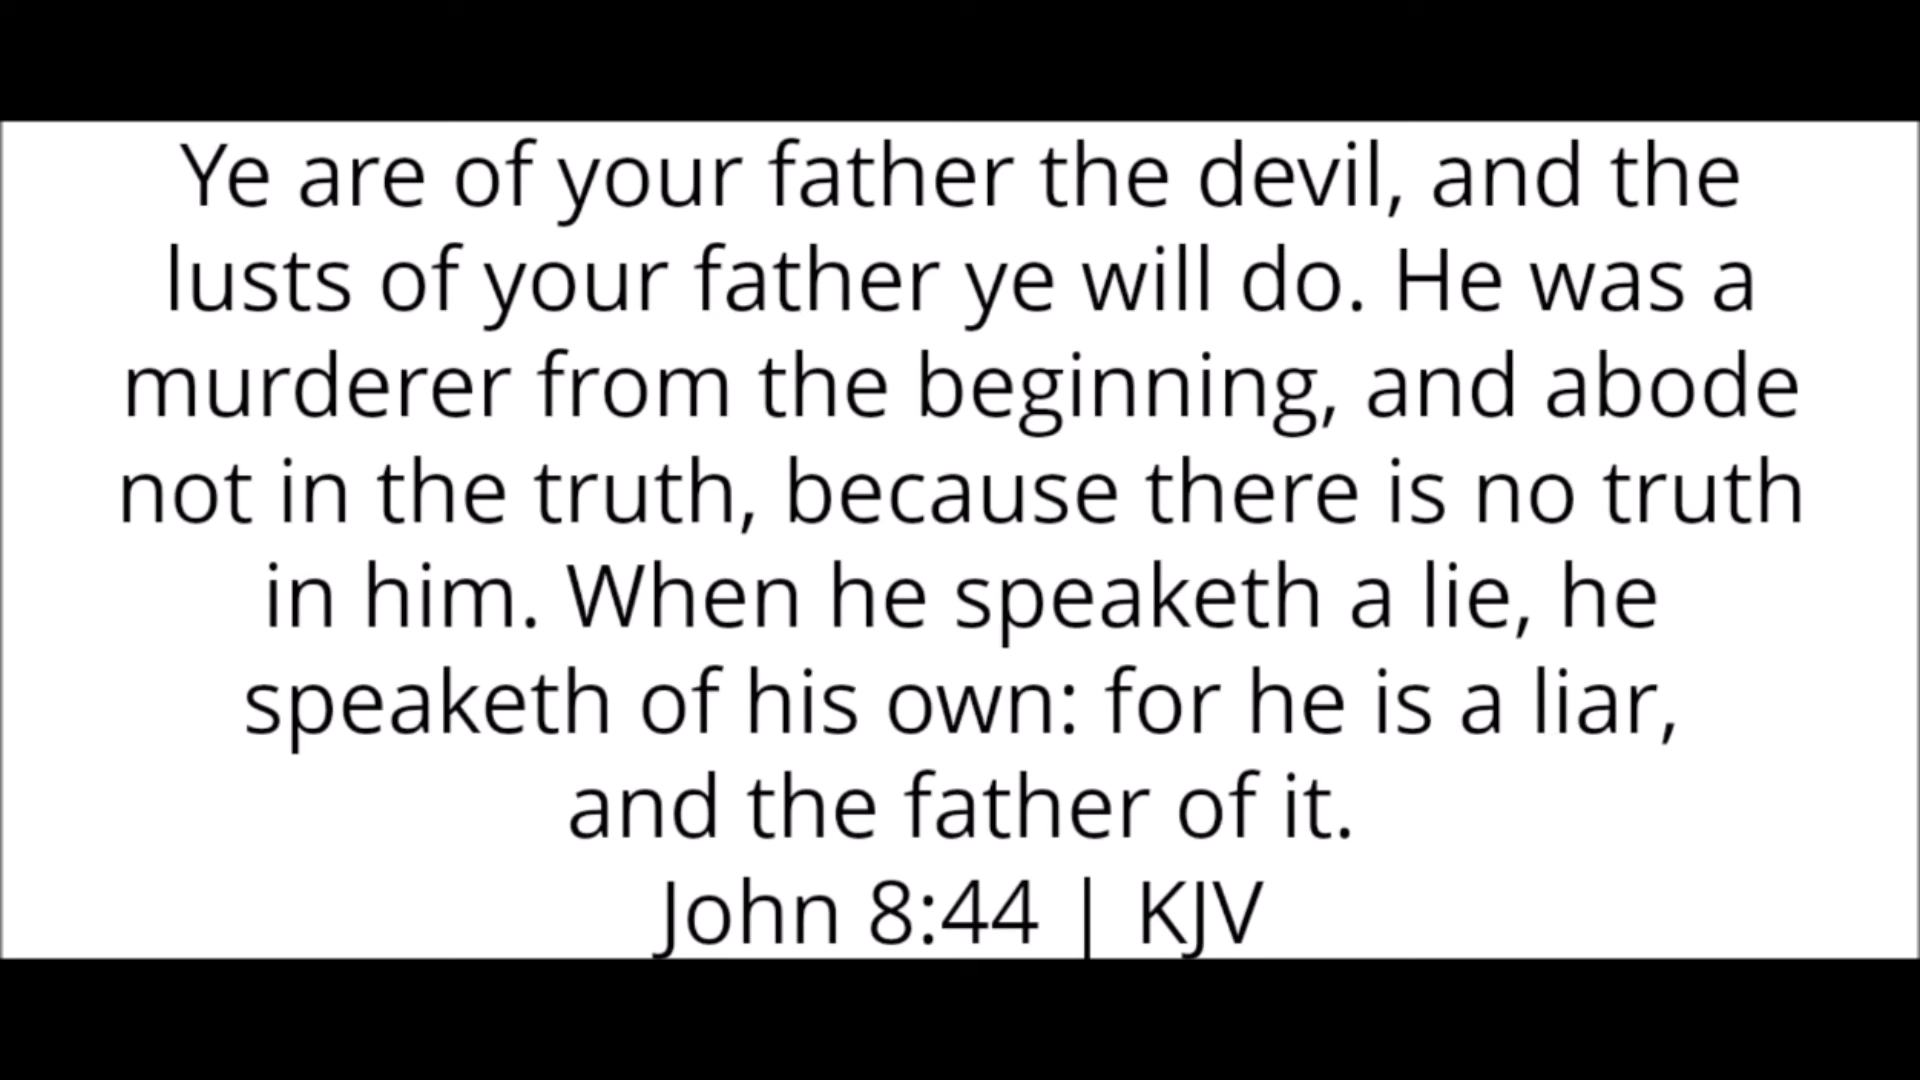 Ye are of your father the devil, and the
lusts of your father ye will do. He was a
murderer from the beginning, and abode
not in the truth, because there is no truth
in him. When he speaketh a lie, he
speaketh of his own: for he is a liar,
and the father of it.
John 8:44 | KJV